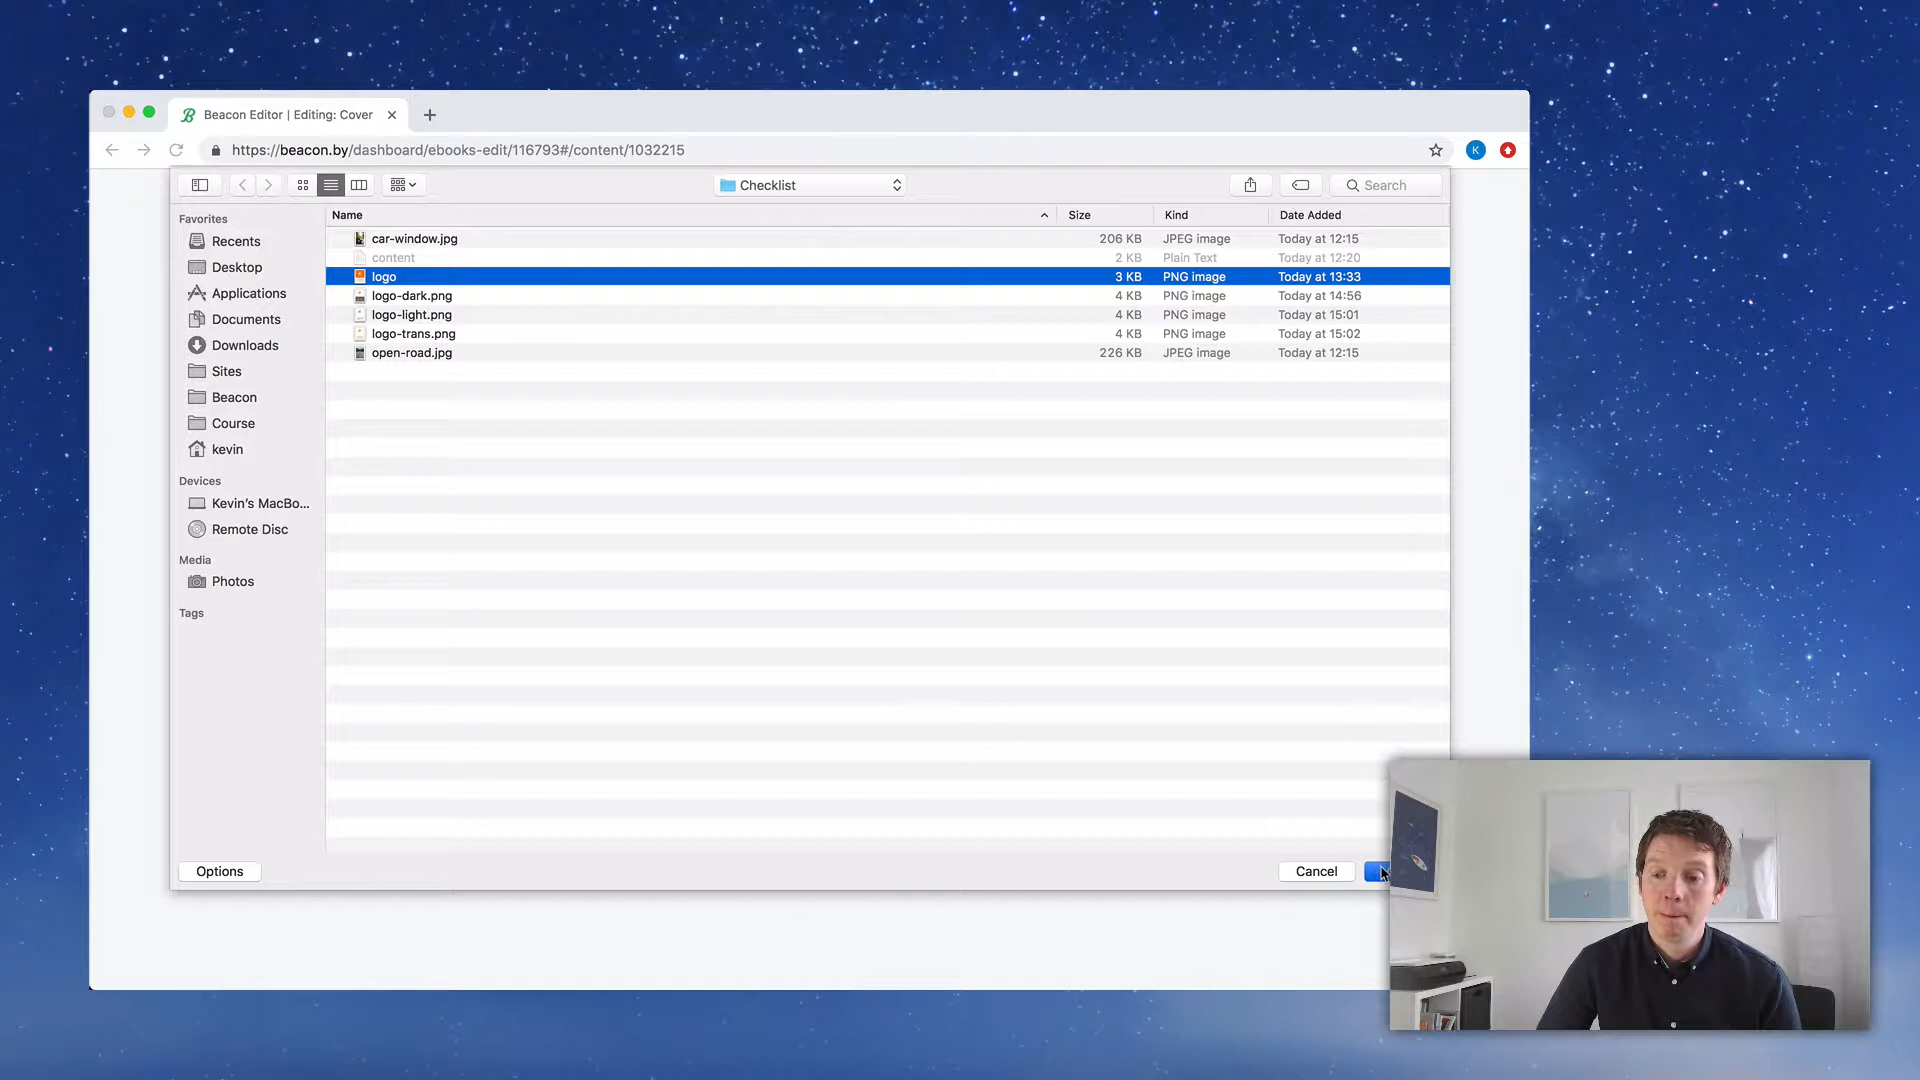 Beacon Editor | Editing: Cover
https://beacon.by/dashboard/ebooks-edit/116793#/content/1032215
K
Checklist
Search
Favorites
Recents
Desktop
Applications
Documents
Downloads
Sites
Beacon
Course
kevin
Devices
Kevin's MacBo...
Remote Disc
Media
Photos
Tags
Name Size Kind Date Added
car-window.jpg 206 KB JPEG image Today at 12:15
content 2 KB Plain Text Today at 12:20
logo 3 KB PNG image Today at 13:33
logo-dark.png 4 KB PNG image Today at 14:56
logo-light.png 4 KB PNG image Today at 15:01
logo-trans.png 4 KB PNG image Today at 15:02
open-road.jpg 226 KB JPEG image Today at 12:15
Options
Cancel